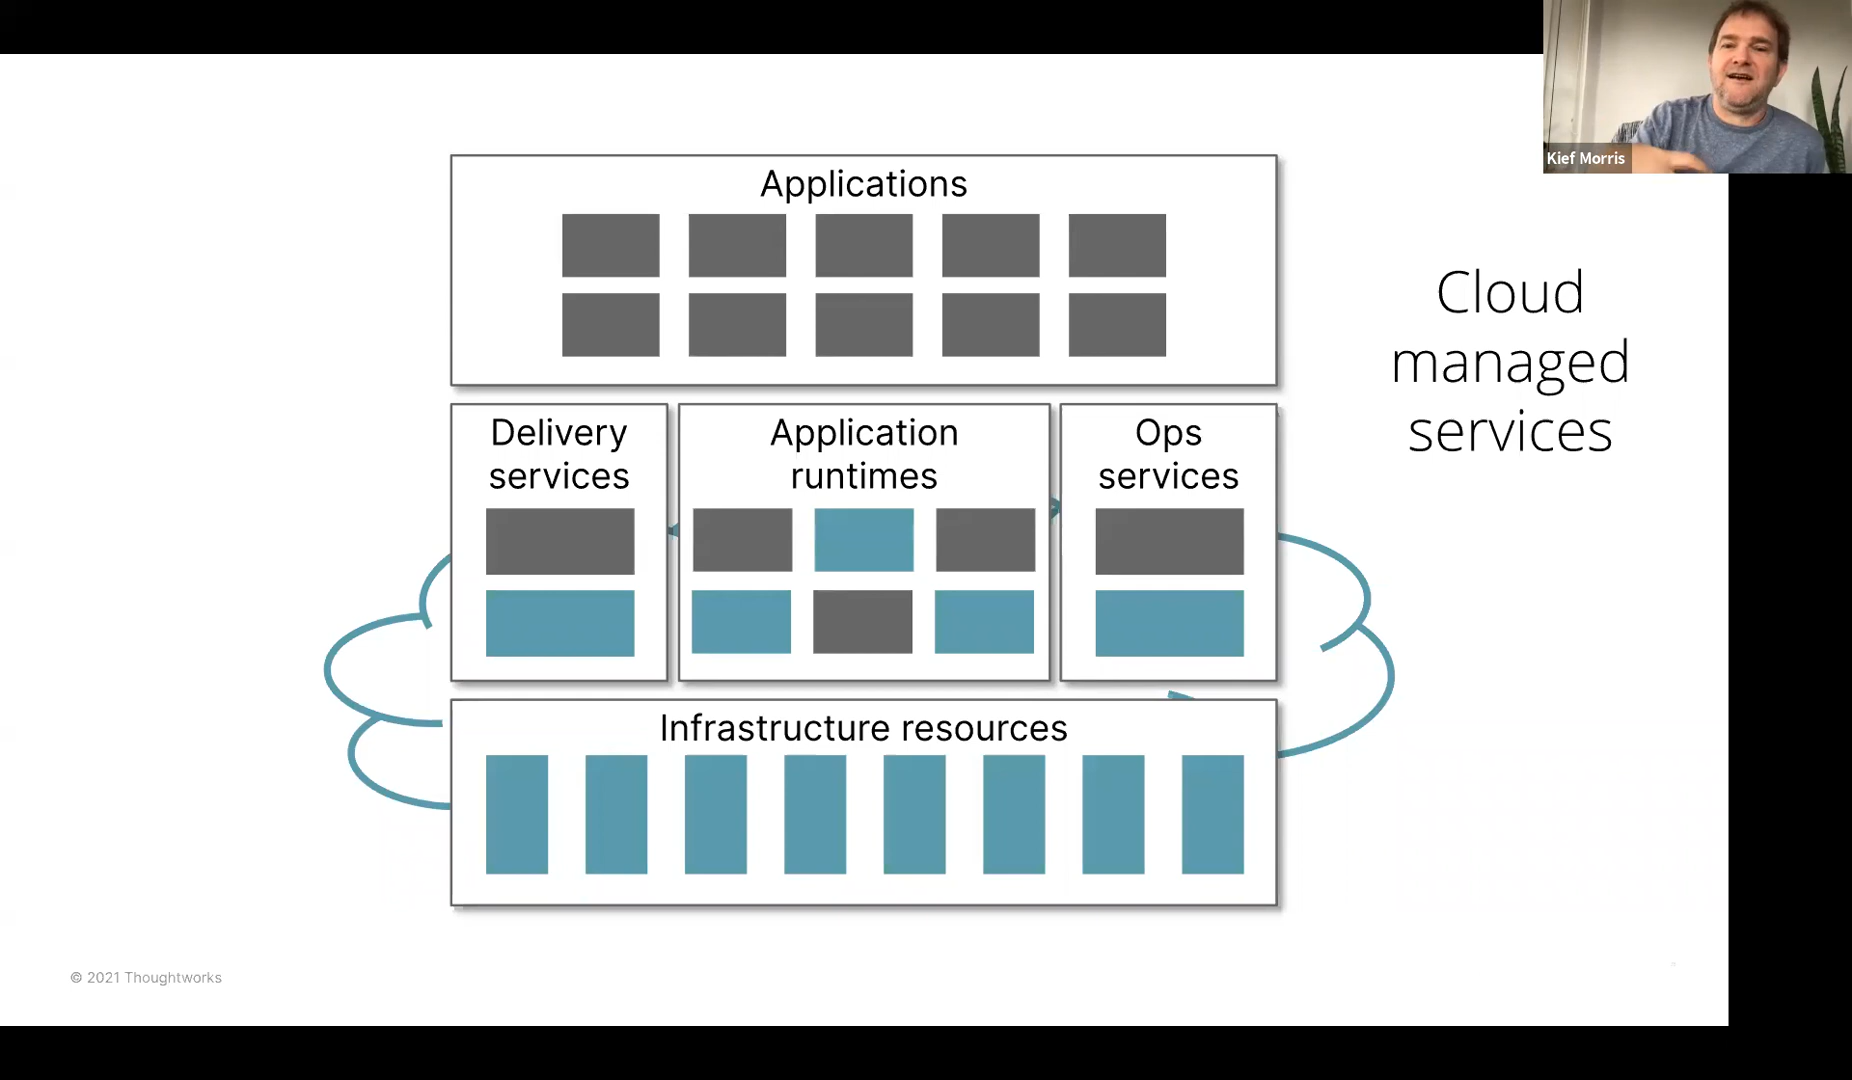 Kief Morris
Applications
Cloud
managed
services
Delivery
services
Application
runtimes
Ops
services
Infrastructure resources
© 2021 Thoughtworks